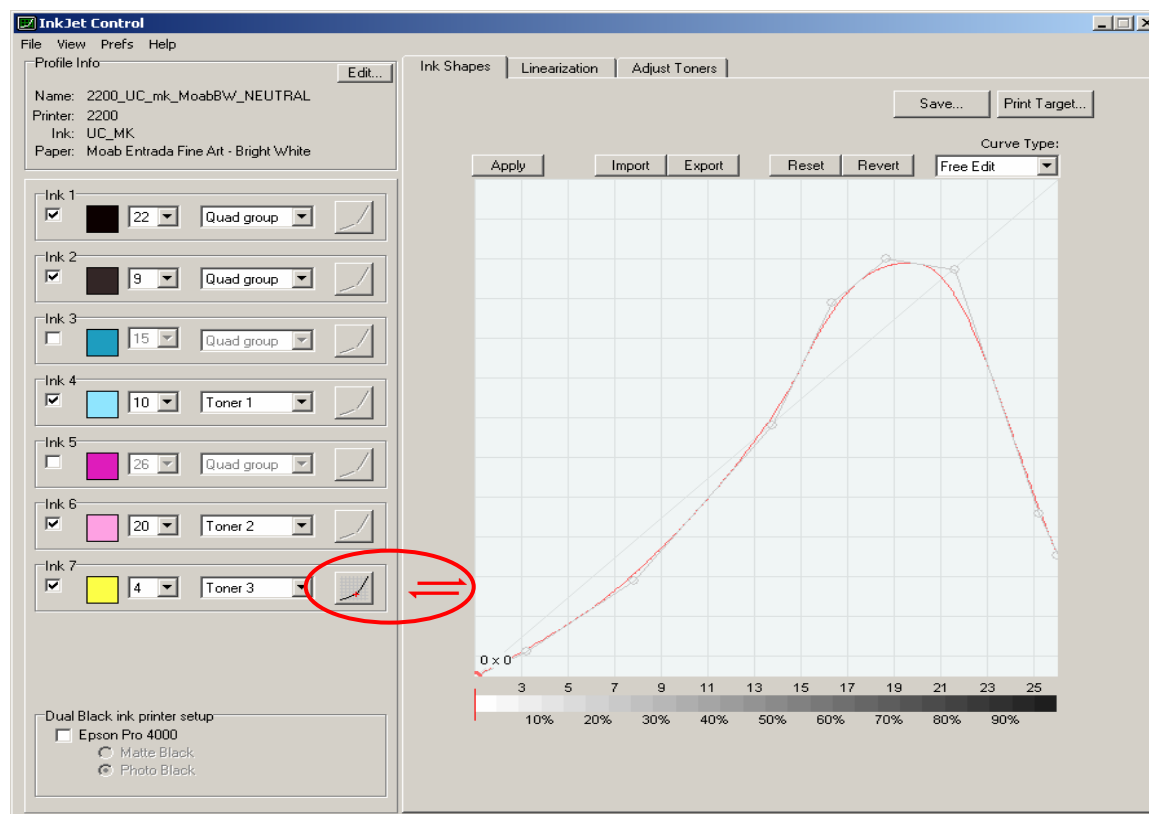 InkJet Control
File View Prefs Help
Profile Info
Edit...
Name: 2200_UC_mk_MoabBW_NEUTRAL
Printer: 2200
Ink: UC_MK
Paper: Moab Entrada Fine Art - Bright White
Ink 1
22 Quad group
Ink 2
9 Quad group
Ink 3
15 Quad group
Ink 4
10 Toner 1
Ink 5
26 Quad group
Ink 6
20 Toner 2
Ink 7
4 Toner 3
Dual Black ink printer setup
Epson Pro 4000
Matte Black
Photo Black
Ink Shapes Linearization Adjust Toners
Save... Print Target...
Curve Type:
Apply Import Export Reset Revert Free Edit
0 x 0
3 5 7 9 11 13 15 17 19 21 23 25
10% 20% 30% 40% 50% 60% 70% 80% 90%